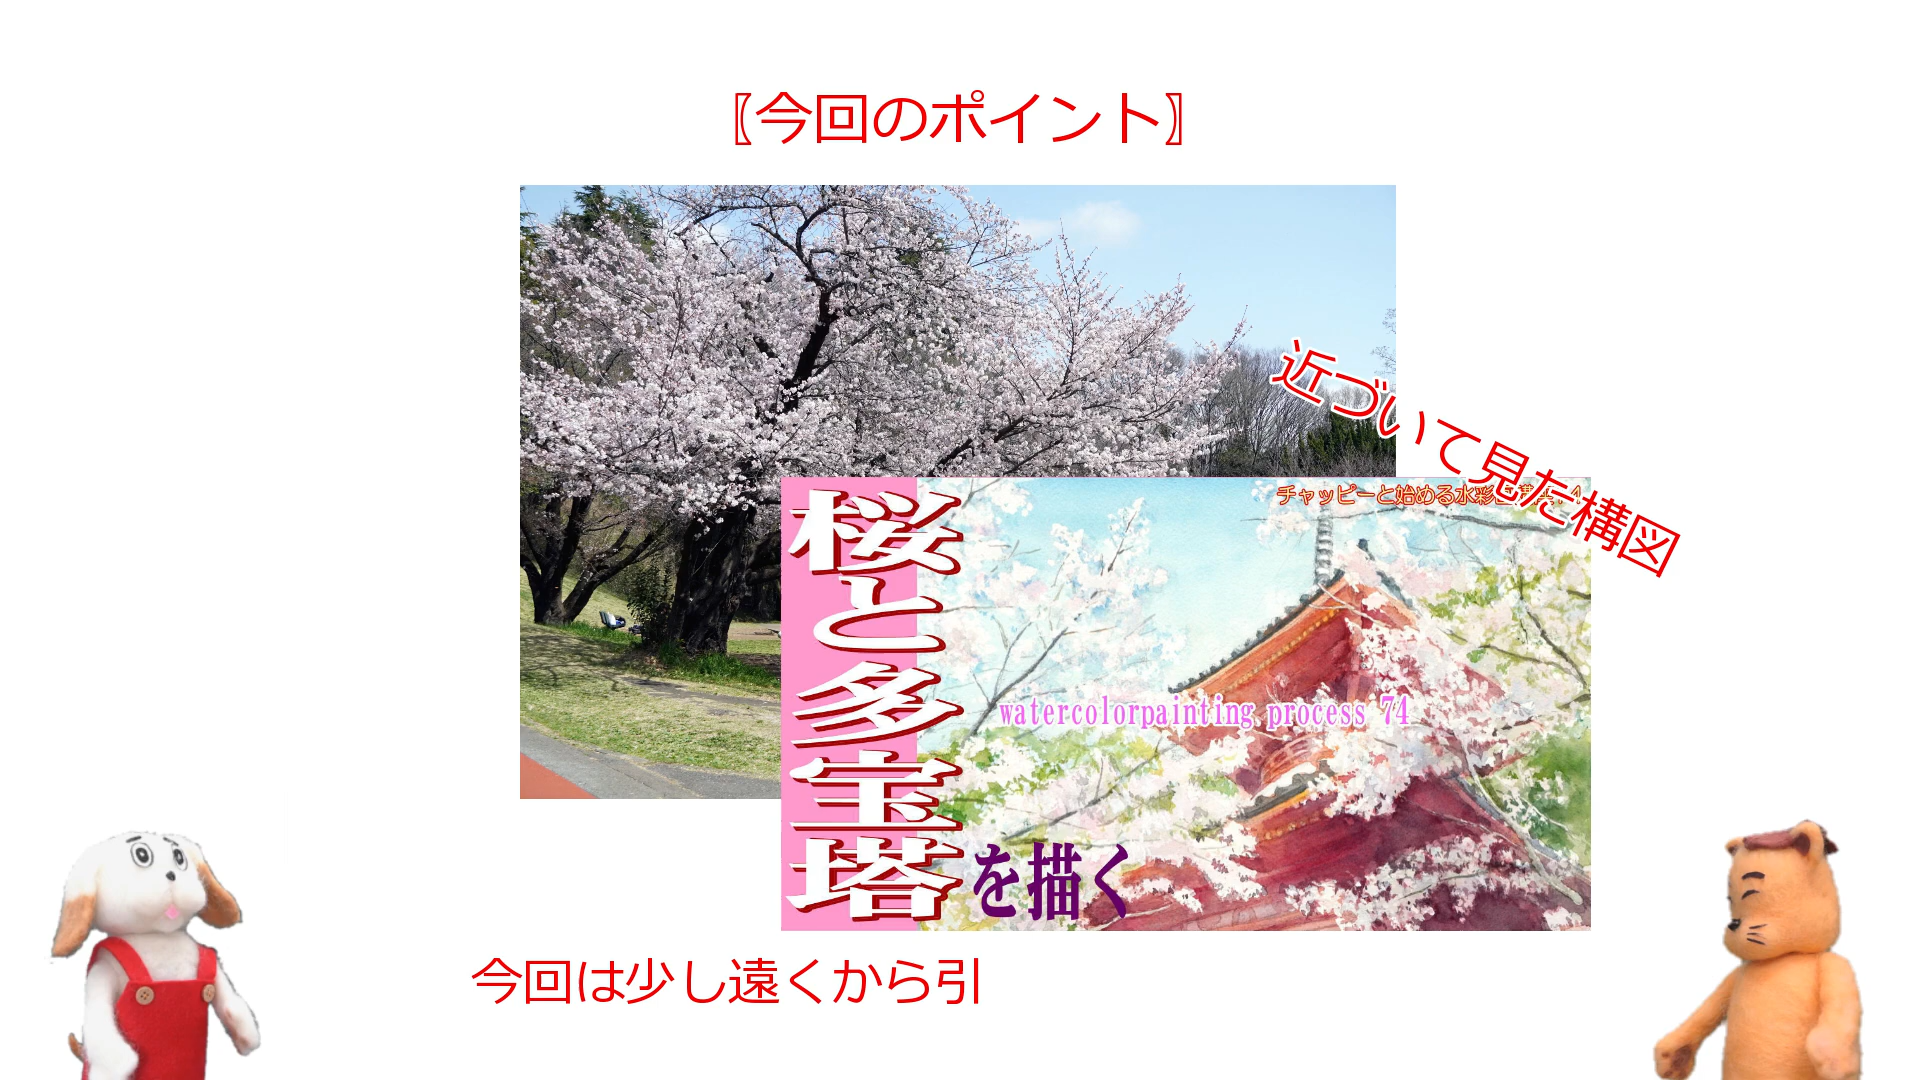 〖今回のポイント〗
近づいて見た構図
チャッピーと始める水彩
桜と多宝塔
を描く
watercolorpainting process 74
今回は少し遠くから引